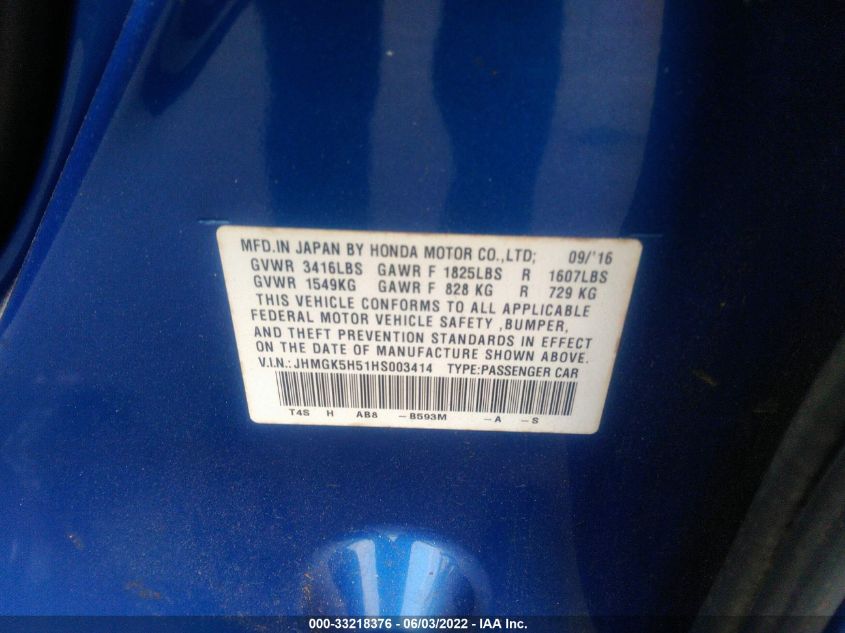 MFD.IN JAPAN BY HONDA MOTOR CO.,LTD; 09/'16
GVWR 3416LBS GAWR F 1825LBS R 1607LBS
GVWR 1549KG GAWR F 828 KG R 729 KG
THIS VEHICLE CONFORMS TO ALL APPLICABLE
FEDERAL MOTOR VEHICLE SAFETY ,BUMPER,
AND THEFT PREVENTION STANDARDS IN EFFECT
ON THE DATE OF MANUFACTURE SHOWN ABOVE.
V.I.N.: JHMGK5H51HS003414 TYPE:PASSENGER CAR
T4S H AB8 -B593M -A -S
000-33218376 - 06/03/2022 - IAA Inc.